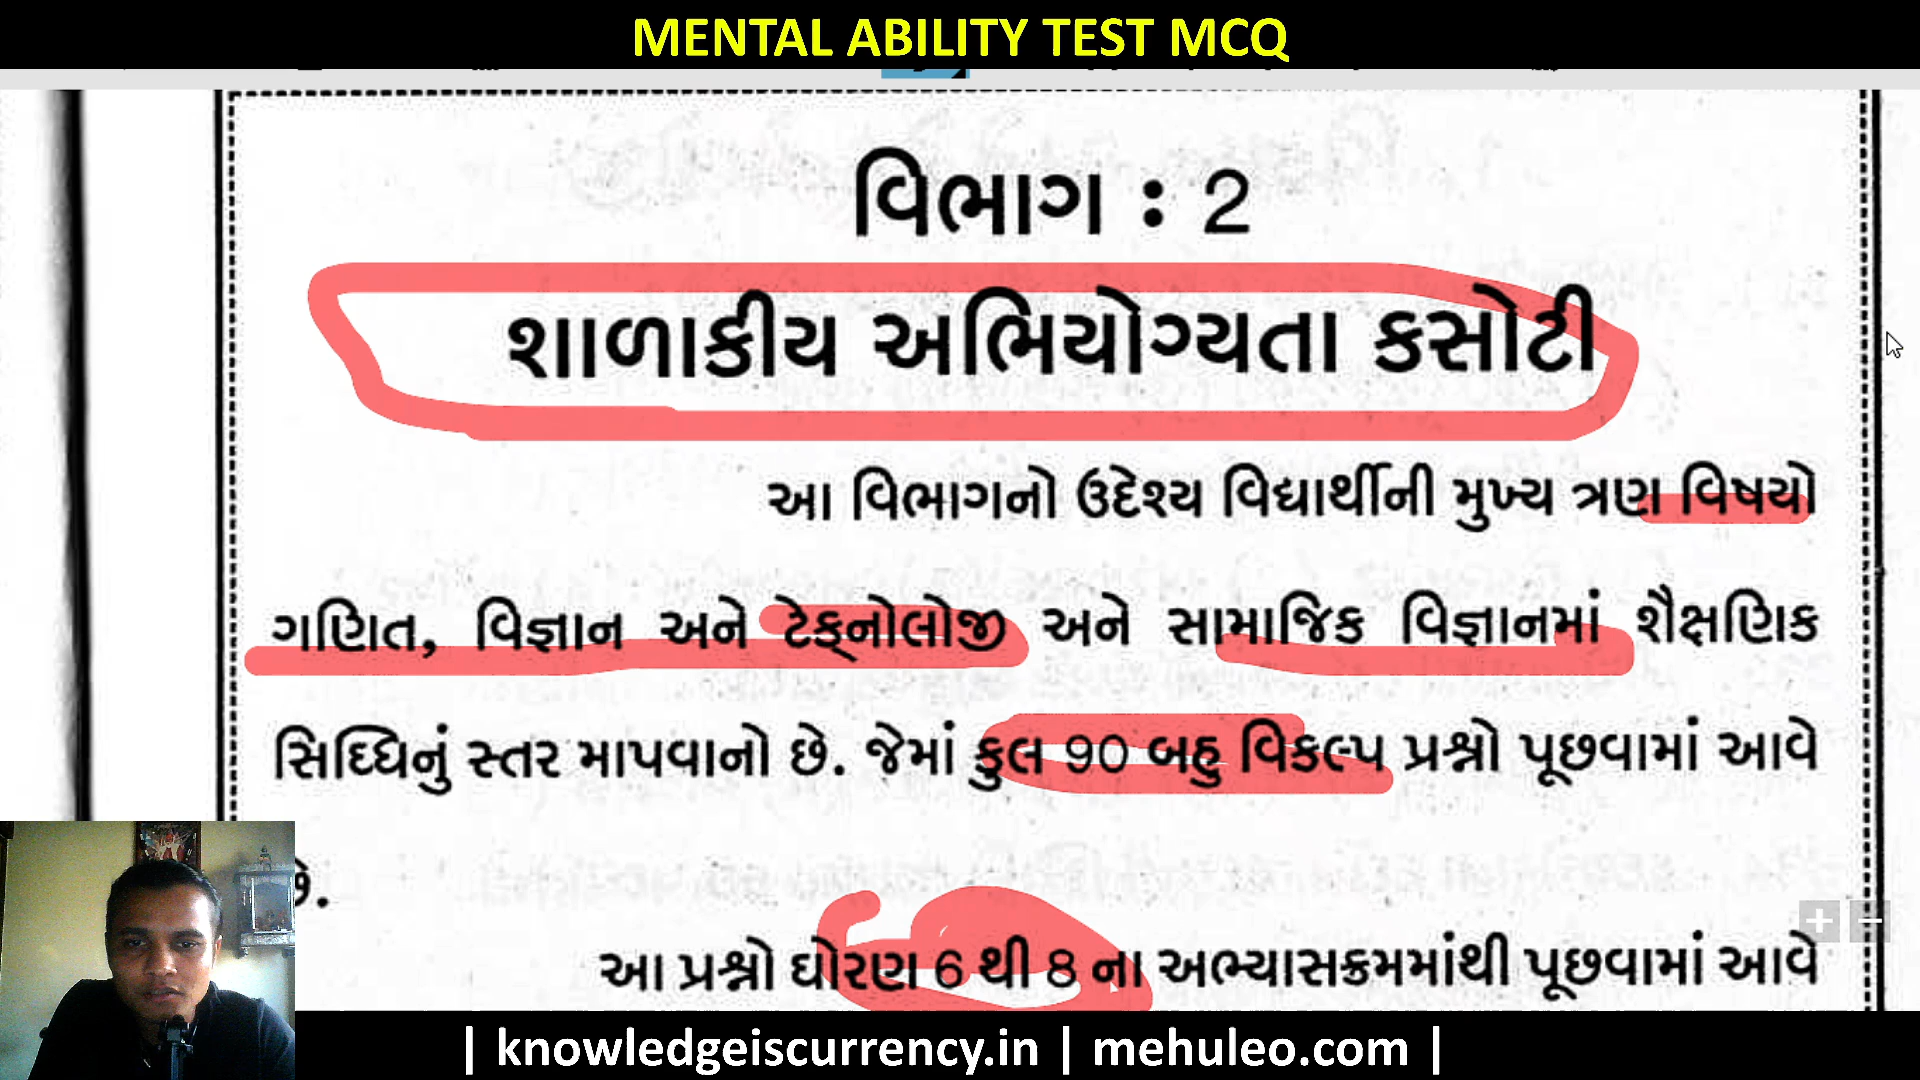 MENTAL ABILITY TEST MCQ
વિભાગ : 2
શાળાકીય અભિયોગ્યતા કસોટી
આ વિભાગનો ઉદેશ્ય વિદ્યાર્થીની મુખ્ય ત્રણ વિષયો
ગણિત, વિજ્ઞાન અને ટેક્નોલોજી અને સામાજિક વિજ્ઞાનમાં શૈક્ષણિક
સિધ્ધિનું સ્તર માપવાનો છે. જેમાં કુલ 90 બહુ વિકલ્પ પ્રશ્નો પૂછવામાં આવે
છે.
આ પ્રશ્નો ધોરણ 6 થી 8 ના અભ્યાસક્રમમાંથી પૂછવામાં આવે
| knowledgeiscurrency.in | mehuleo.com |